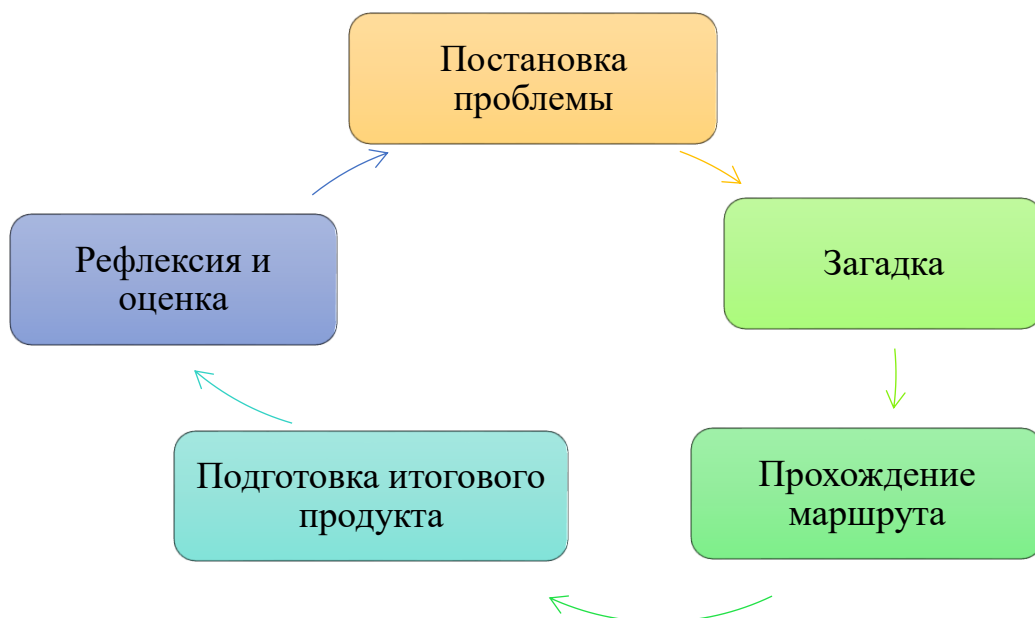 Постановка
проблемы
Загадка
Прохождение
маршрута
Подготовка итогового
продукта
Рефлексия и
оценка